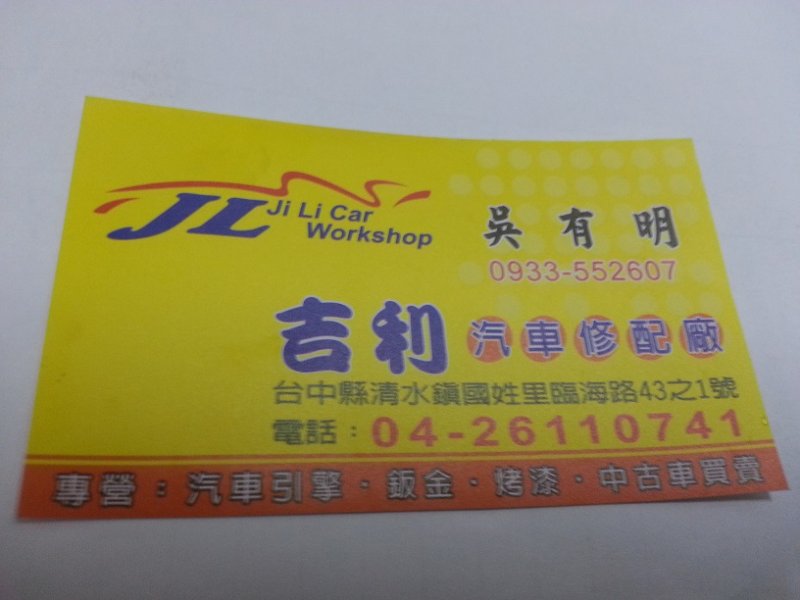 JL Ji Li Car
Workshop
吳有明
0933-552607
吉利 汽車修配廠
台中縣清水鎮國姓里臨海路43之1號
電話：04-26110741
專營：汽車引擎．鈑金．烤漆．中古車買賣